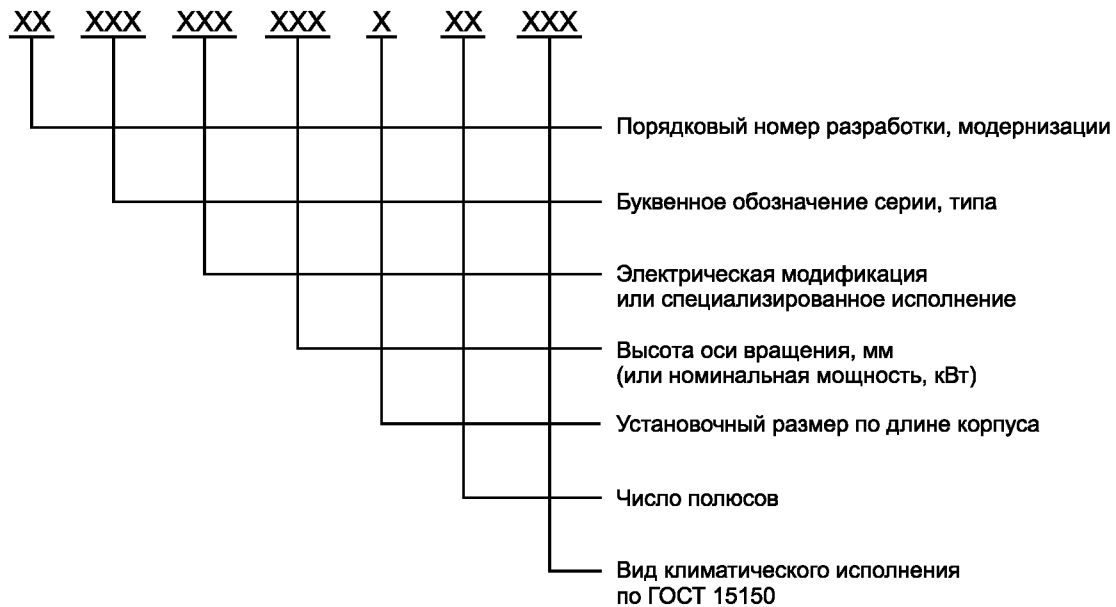 XX XXX XXX XXX X XX XXX
Порядковый номер разработки, модернизации
Буквенное обозначение серии, типа
Электрическая модификация
или специализированное исполнение
Высота оси вращения, мм
(или номинальная мощность, кВт)
Установочный размер по длине корпуса
Число полюсов
Вид климатического исполнения
по ГОСТ 15150